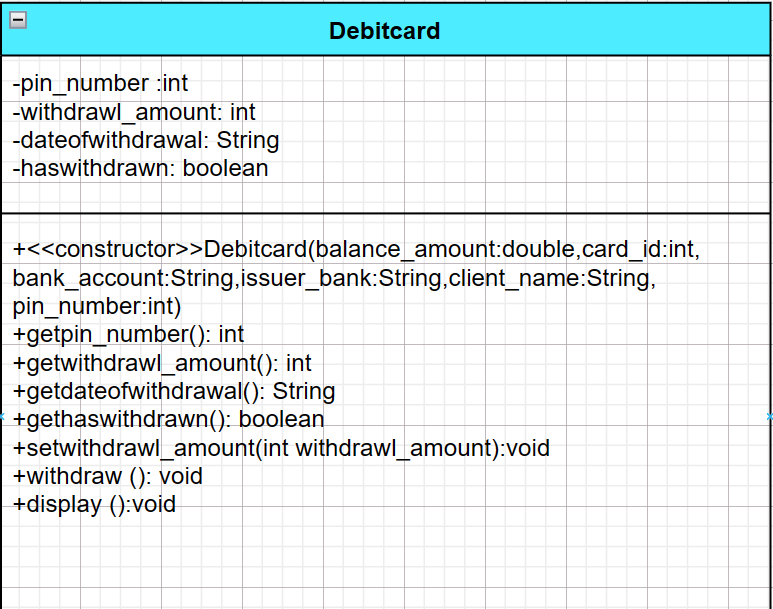 Debitcard
-pin_number :int
-withdrawl_amount: int
-dateofwithdrawal: String
-haswithdrawn: boolean
+<<constructor>>Debitcard(balance_amount:double,card_id:int,
bank_account:String,issuer_bank:String,client_name:String,
pin_number:int)
+getpin_number(): int
+getwithdrawl_amount(): int
+getdateofwithdrawal(): String
+gethaswithdrawn(): boolean
+setwithdrawl_amount(int withdrawl_amount):void
+withdraw (): void
+display ():void